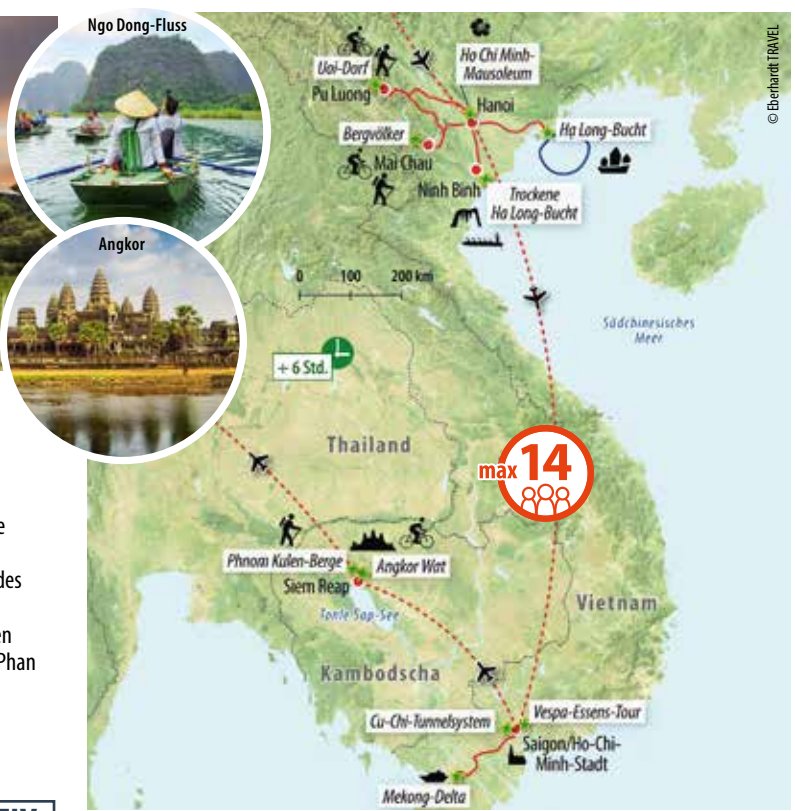 Ngo Dong-Fluss
© Eberhardt TRAVEL
Ho Chi Minh-
Mausoleum
Uai-Dorf
Pu Luong
Hanoi
Bergvölker
Ha Long-Bucht
Mai Chau
Ninh Binh
Trockene
Ha Long-Bucht
Angkor
0 100 200 km
Südchinesisches
Meer
+ 6 Std.
Thailand
max 14
e
des
en
Phan
Phnom Kulen-Berge
Angkor Wat
Siem Reap
Tonle Sap-See
Vietnam
Kambodscha
Cu-Chi-Tunnelsystem
Vespa-Essens-Tour
Saigon/Ho-Chi-
Minh-Stadt
Mekong-Delta